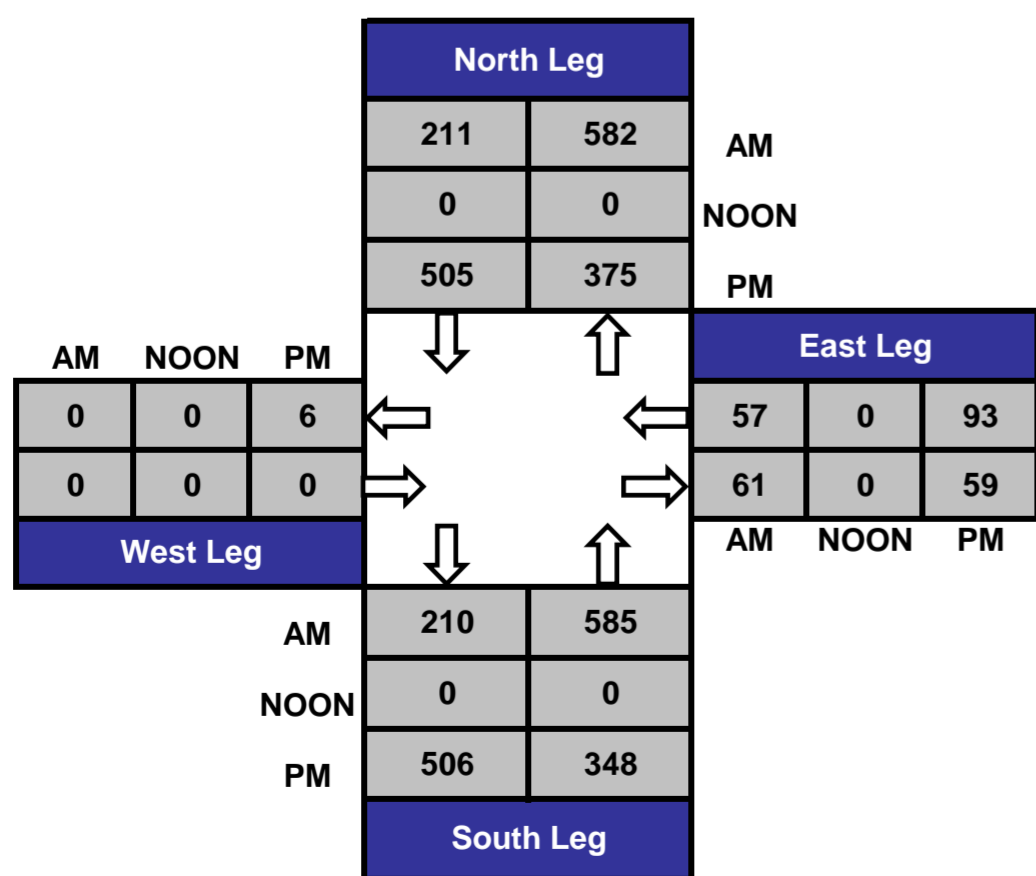 North Leg
211 582 AM
0 0 NOON
505 375 PM
AM NOON PM
East Leg
0 0 6
57 0 93
0 0 0
61 0 59
West Leg
AM NOON PM
AM 210 585
NOON 0 0
PM 506 348
South Leg